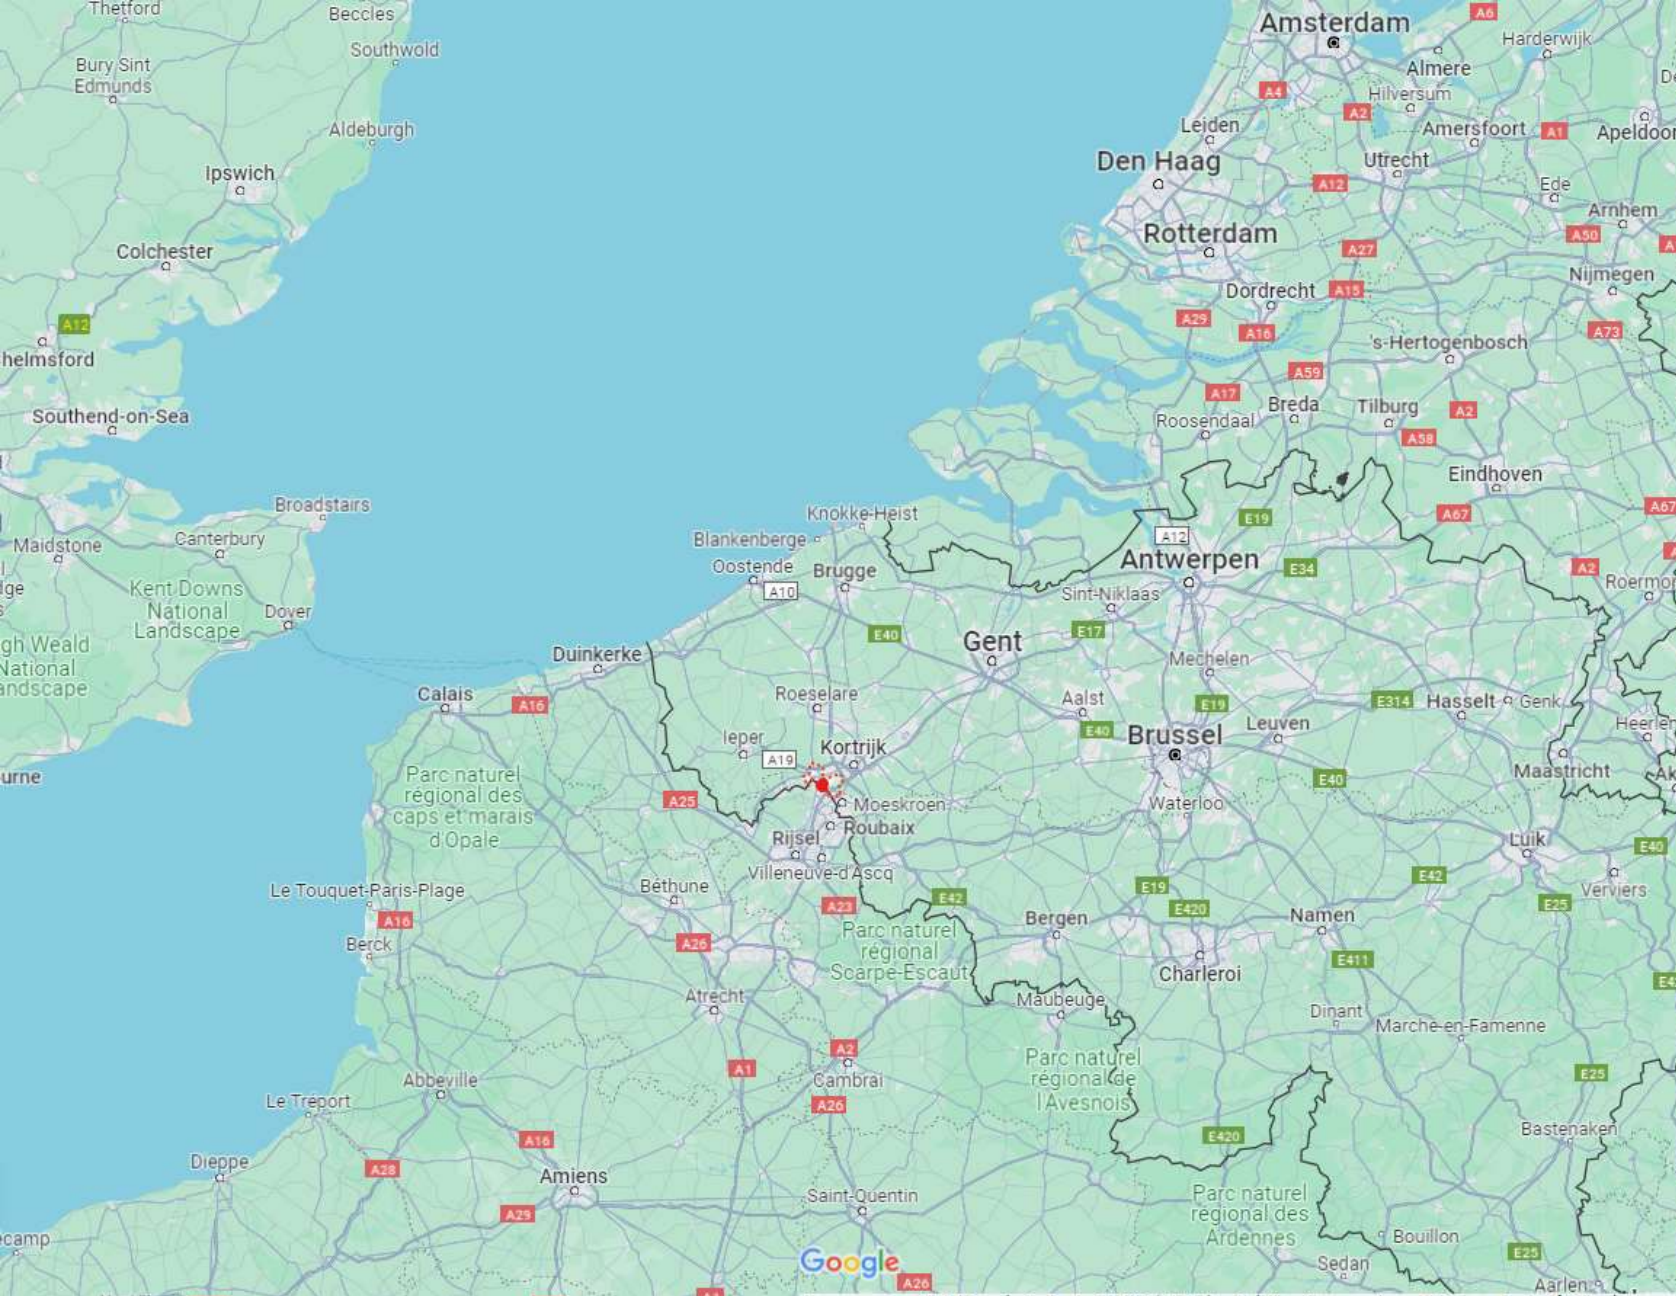 Thetford
Beccles
Amsterdam
A6
Southwold
Harderwijk
Bury Sint
Edmunds
Almere
A4
Hilversum
A2
Aldeburgh
Leiden
Amersfoort
A1
Den Haag
Utrecht
Ipswich
A12
Ede
Arnhem
Colchester
Rotterdam
A27
A50
Nijmegen
Dordrecht
A15
A12
A29
A16
A73
helmsford
's-Hertogenbosch
A59
A17
Southend-on-Sea
Roosendaal
Breda
Tilburg
A2
A58
Eindhoven
Broadstairs
Knokke-Heist
E19
A67
A67
Maidstone
Canterbury
Blankenberge
A12
Antwerpen
Oostende
Brugge
E34
A2
Kent Downs
National
Landscape
A10
Sint-Niklaas
Dover
E40
Gent
E17
gh Weald
National
andscape
Duinkerke
Mechelen
Calais
A16
Roeselare
Aalst
E19
E314
Hasselt
Genk
Ieper
Kortrijk
E40
Brussel
Leuven
A19
urne
Parc naturel
régional des
caps et marais
d'Opale
A25
Moeskroen
E40
Maastricht
Waterloo
Rijsel
Roubaix
Luik
E40
Villeneuve-d'Ascq
Le Touquet-Paris-Plage
Béthune
E42
E19
E42
Verviers
A16
A23
E420
Namen
E25
Berck
A26
Parc naturel
régional
Scarpe-Escaut
Bergen
E411
Charleroi
Atrecht
Maubeuge
Dinant
Marche-en-Famenne
A2
A1
Cambrai
Parc naturel
régional de
l'Avesnois
E25
Abbeville
Le Tréport
A26
A16
E420
Bastenaken
Dieppe
A28
Amiens
Saint-Quentin
Parc naturel
régional des
Ardennes
A29
Bouillon
ecamp
Google
E25
Sedan
A26
Aarlen